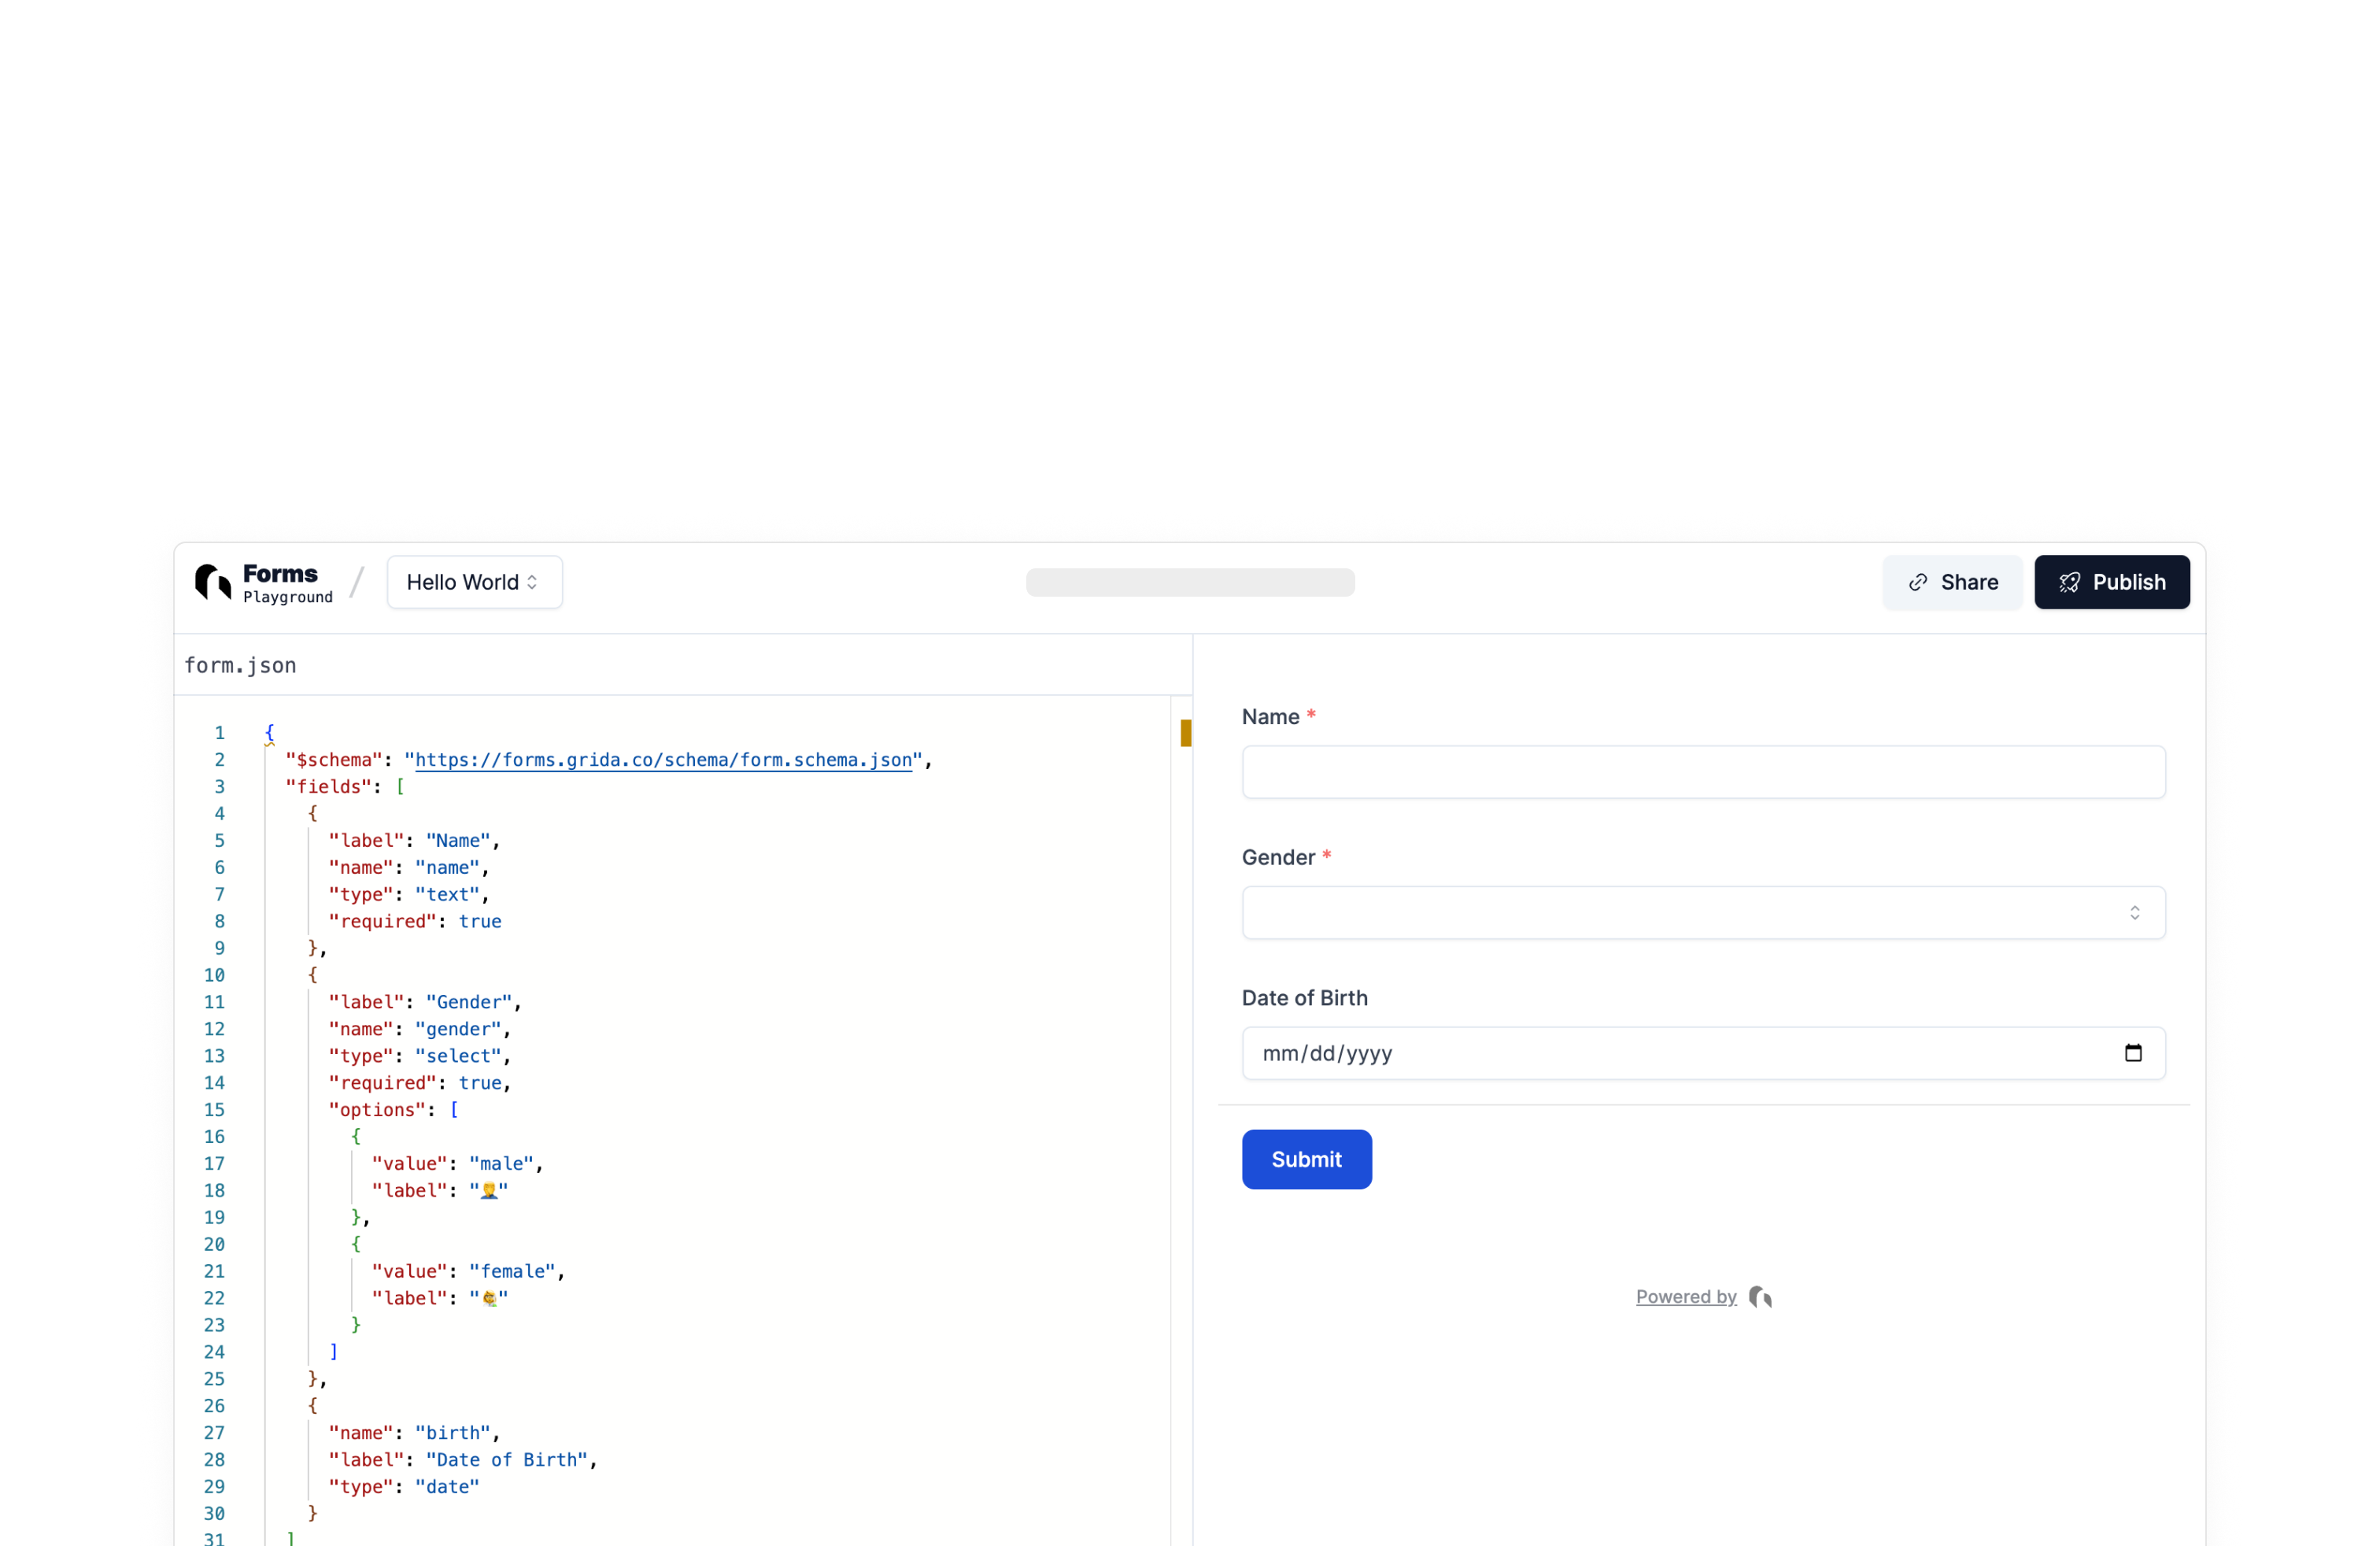 Forms
Playground
Hello World
Share
Publish
form.json
1 {
2 "$schema": "https://forms.grida.co/schema/form.schema.json",
3 "fields": [
4 {
5 "label": "Name",
6 "name": "name",
7 "type": "text",
8 "required": true
9 },
10 {
11 "label": "Gender",
12 "name": "gender",
13 "type": "select",
14 "required": true,
15 "options": [
16 {
17 "value": "male",
18 "label": "🤦‍♂️"
19 },
20 {
21 "value": "female",
22 "label": ""
23 }
24 ]
25 },
26 {
27 "name": "birth",
28 "label": "Date of Birth",
29 "type": "date"
30 }
31 ]
Name *
Gender *
Date of Birth
mm/dd/yyyy
Submit
Powered by